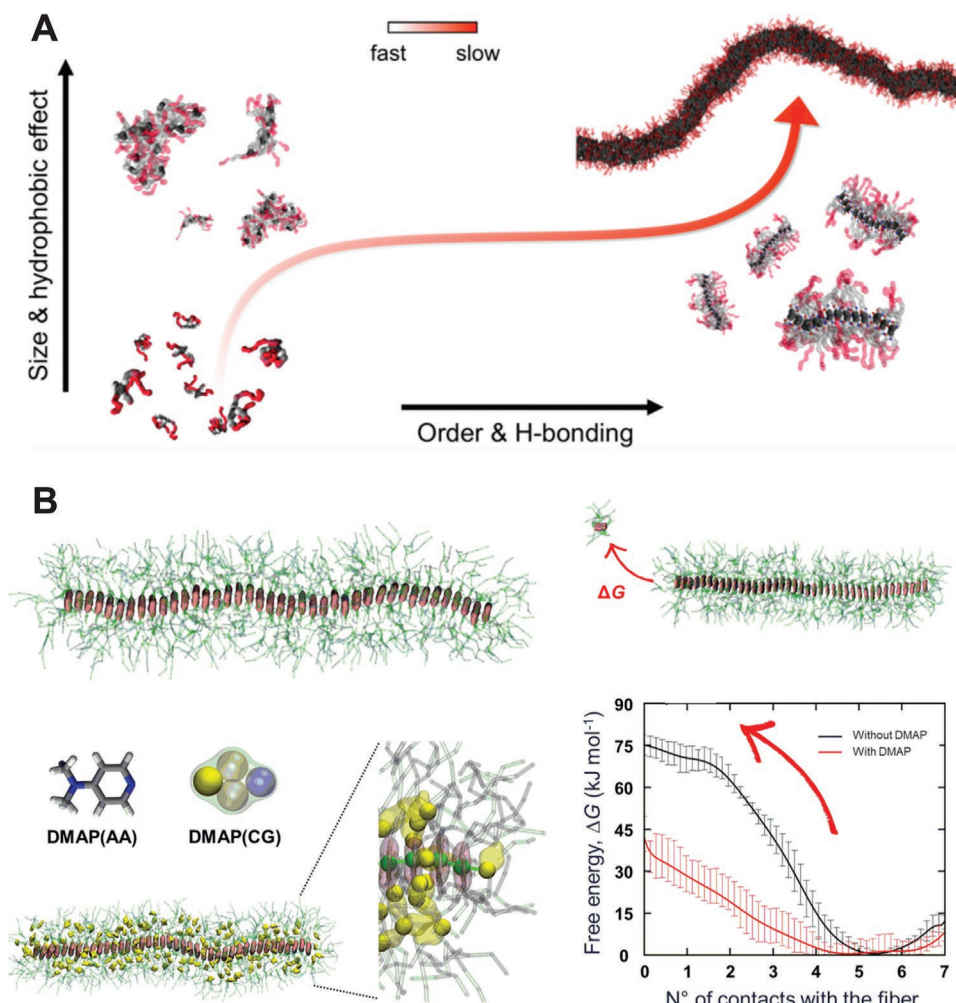 A
fast slow
Size & hydrophobic effect
Order & H-bonding
B
ΔG
DMAP(AA) DMAP(CG)
Free energy, ΔG (kJ mol⁻¹)
90
75
60
45
30
15
0
Without DMAP
With DMAP
0 1 2 3 4 5 6 7
N° of contacts with the fiber